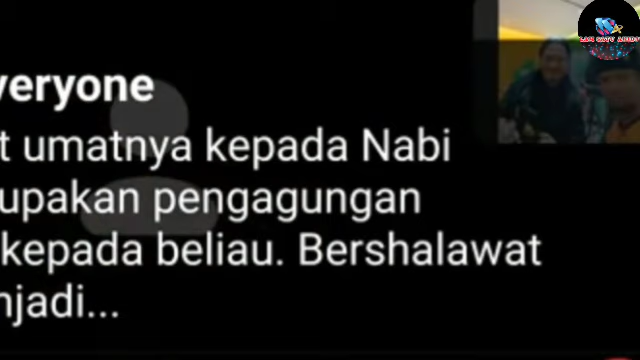 veryone
t umatnya kepada Nabi
upakan pengagungan
kepada beliau. Bershalawat
njadi...